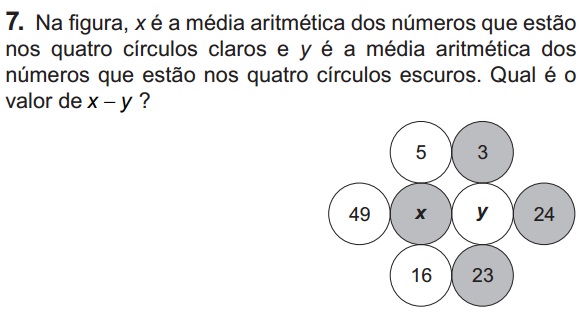 7. Na figura, x é a média aritmética dos números que estão
nos quatro círculos claros e y é a média aritmética dos
números que estão nos quatro círculos escuros. Qual é o
valor de x – y ?
5 3
49 x y 24
16 23